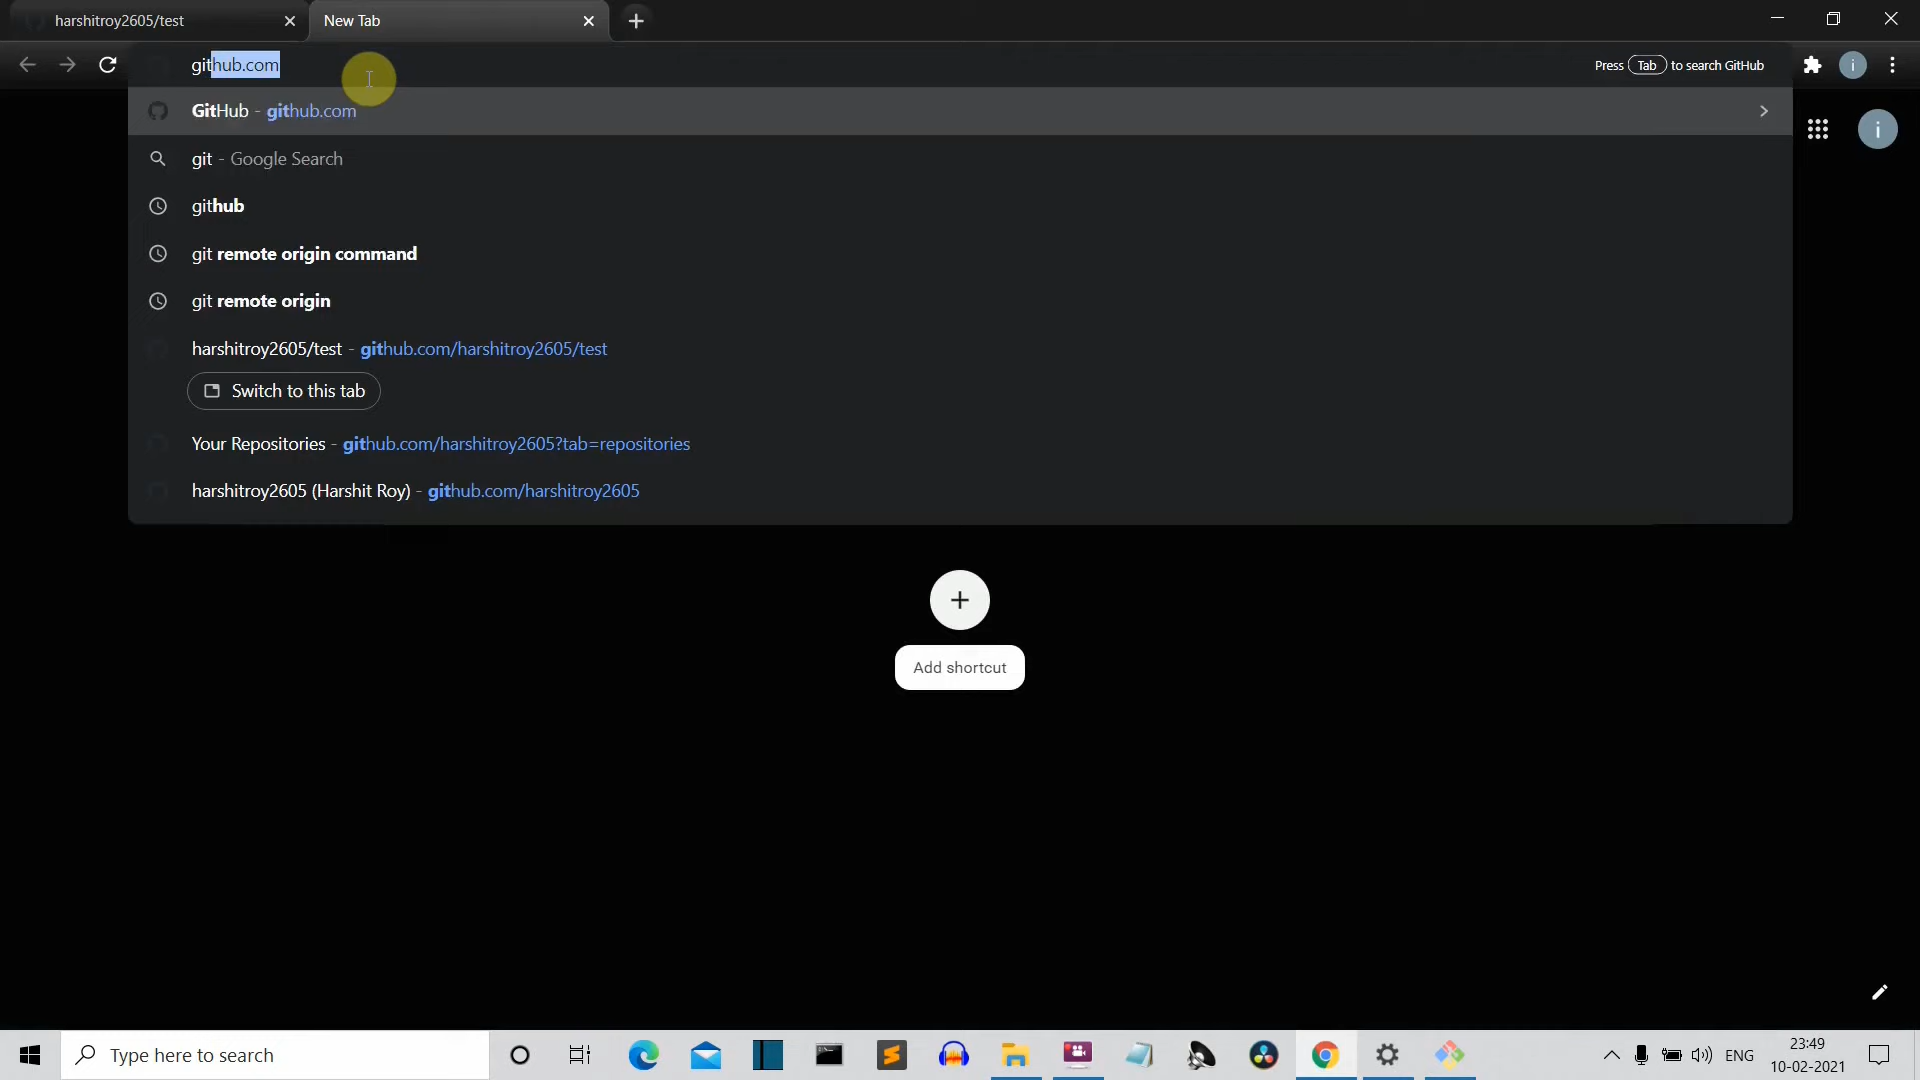 harshitroy2605/test
New Tab
github.com
Press Tab to search GitHub
i
GitHub - github.com
i
git - Google Search
github
git remote origin command
git remote origin
harshitroy2605/test - github.com/harshitroy2605/test
Switch to this tab
Your Repositories - github.com/harshitroy2605?tab=repositories
harshitroy2605 (Harshit Roy) - github.com/harshitroy2605
Add shortcut
Type here to search
ENG
23:49
10-02-2021